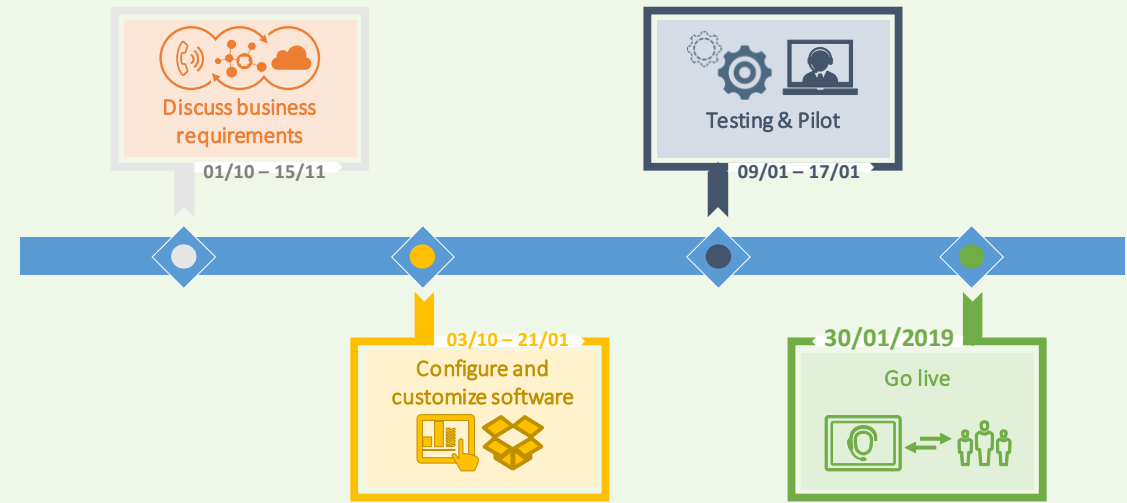 Discuss business
requirements
01/10 – 15/11
Testing & Pilot
09/01 – 17/01
03/10 – 21/01
Configure and
customize software
30/01/2019
Go live